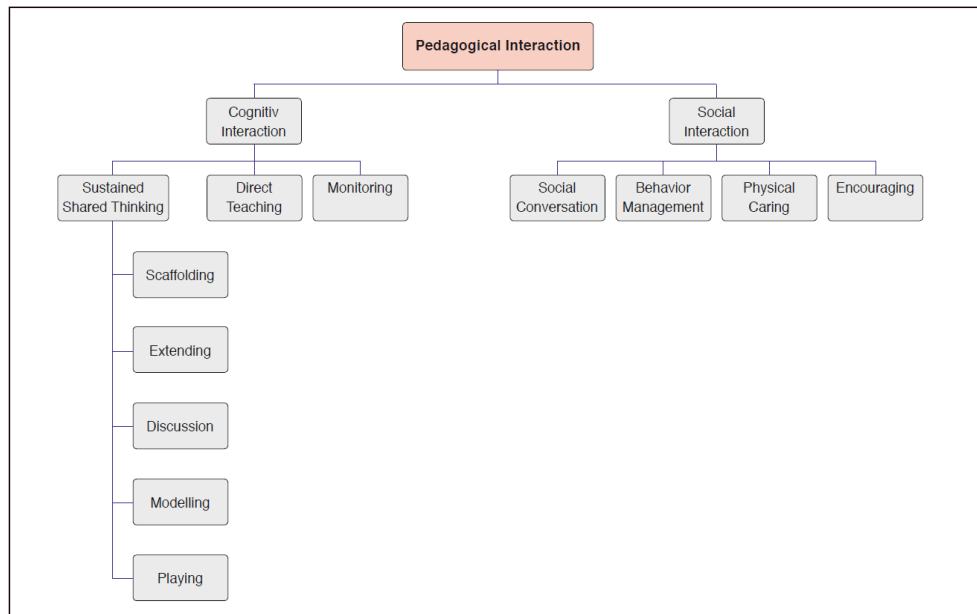 Pedagogical Interaction
Cognitiv
Interaction
Social
Interaction
Sustained
Shared Thinking
Direct
Teaching
Monitoring
Social
Conversation
Behavior
Management
Physical
Caring
Encouraging
Scaffolding
Extending
Discussion
Modelling
Playing